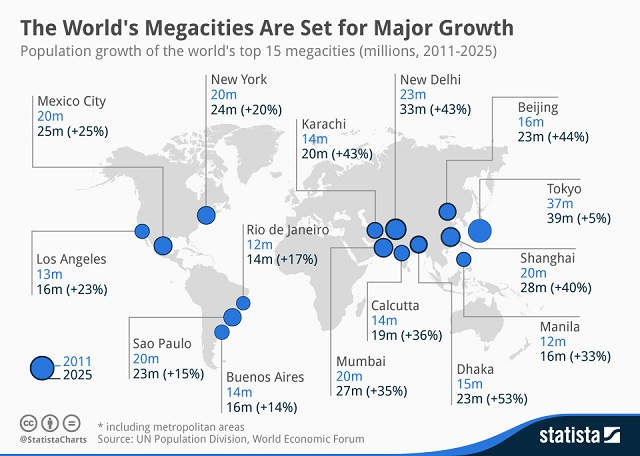 The World's Megacities Are Set for Major Growth
Population growth of the world's top 15 megacities (millions, 2011-2025)
Mexico City
20m
25m (+25%)
New York
20m
24m (+20%)
Karachi
14m
20m (+43%)
New Delhi
23m
33m (+43%)
Beijing
16m
23m (+44%)
Tokyo
37m
39m (+5%)
Los Angeles
13m
16m (+23%)
Rio de Janeiro
12m
14m (+17%)
Shanghai
20m
28m (+40%)
Sao Paulo
20m
23m (+15%)
Buenos Aires
14m
16m (+14%)
Mumbai
20m
27m (+35%)
Calcutta
14m
19m (+36%)
Dhaka
15m
23m (+53%)
Manila
12m
16m (+33%)
2011
2025
cc
@StatistaCharts
* including metropolitan areas
Source: UN Population Division, World Economic Forum
statista